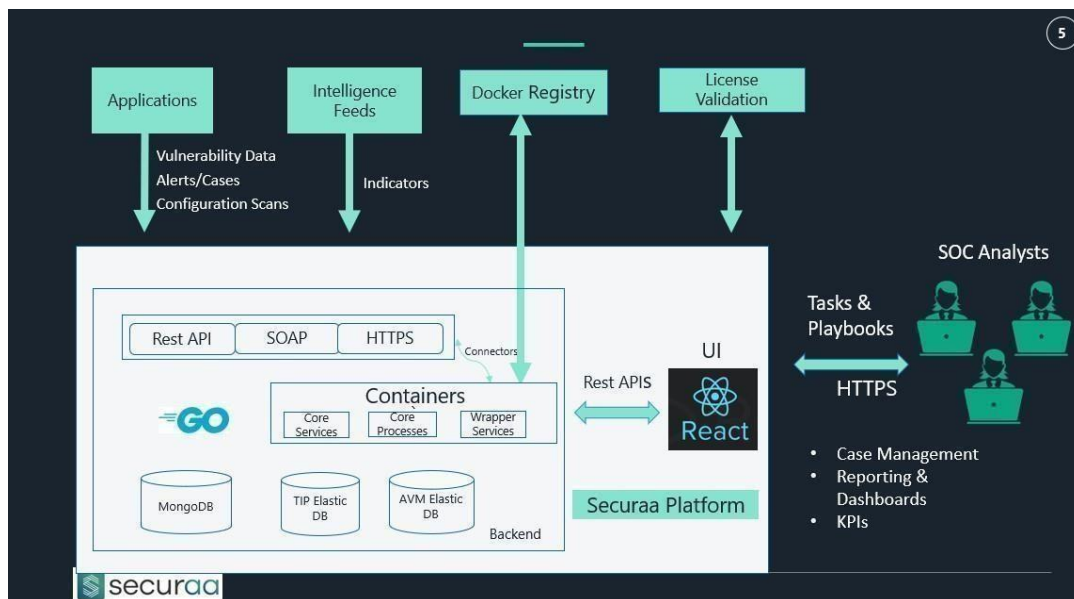 5
Applications
Intelligence
Feeds
Docker Registry
License
Validation
Vulnerability Data
Alerts/Cases
Configuration Scans
Indicators
SOC Analysts
Tasks &
Playbooks
HTTPS
• Case Management
• Reporting &
Dashboards
• KPIs
Rest API
SOAP
HTTPS
Connectors
Containers
Core
Services
Core
Processes
Wrapper
Services
GO
MongoDB
TIP Elastic
DB
AVM Elastic
DB
Backend
Rest APIs
UI
React
Securaa Platform
securaa